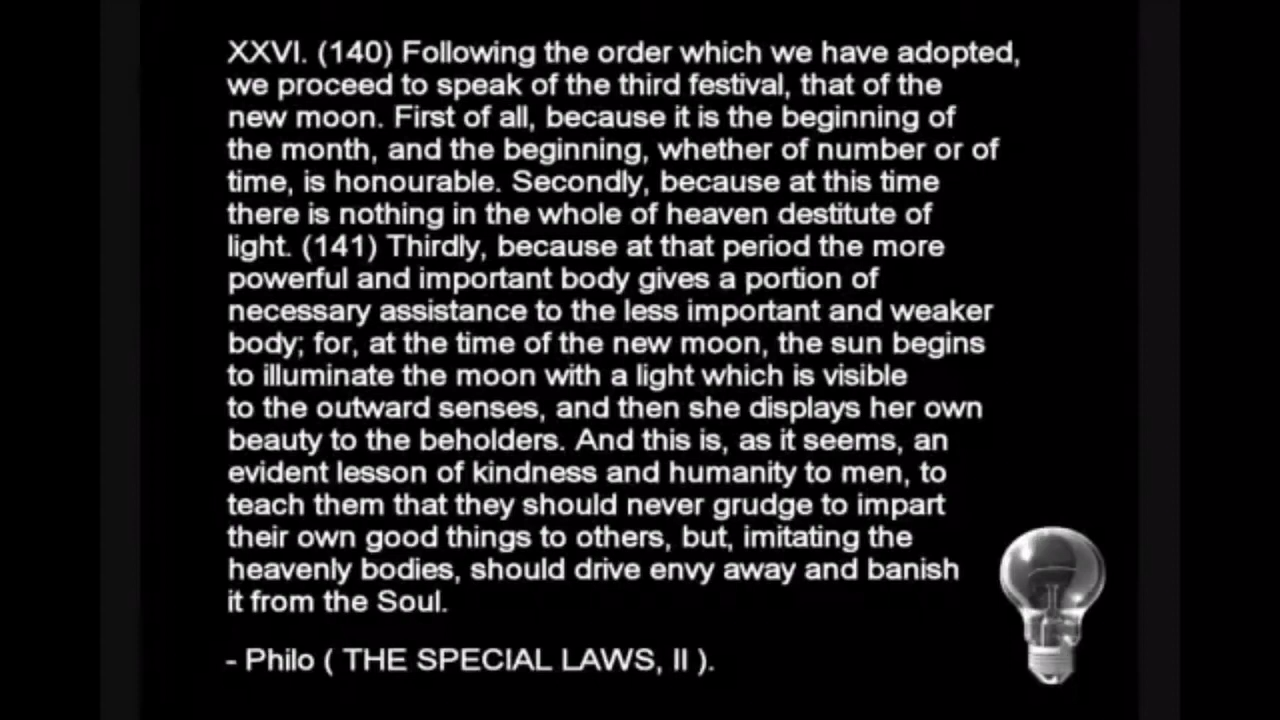 XXVI. (140) Following the order which we have adopted,
we proceed to speak of the third festival, that of the
new moon. First of all, because it is the beginning of
the month, and the beginning, whether of number or of
time, is honourable. Secondly, because at this time
there is nothing in the whole of heaven destitute of
light. (141) Thirdly, because at that period the more
powerful and important body gives a portion of
necessary assistance to the less important and weaker
body; for, at the time of the new moon, the sun begins
to illuminate the moon with a light which is visible
to the outward senses, and then she displays her own
beauty to the beholders. And this is, as it seems, an
evident lesson of kindness and humanity to men, to
teach them that they should never grudge to impart
their own good things to others, but, imitating the
heavenly bodies, should drive envy away and banish
it from the Soul.
- Philo ( THE SPECIAL LAWS, II ).